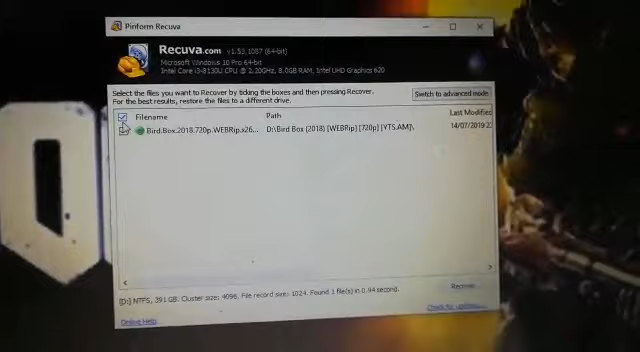 Piriform Recuva
Recuva.com v1.53.1087 (64-bit)
Microsoft Windows 10 Pro 64-bit
Intel Core i3-8130U CPU @ 2.20GHz, 8.0GB RAM, Intel UHD Graphics 620
Select the files you want to Recover by ticking the boxes and then pressing Recover.
For the best results, restore the files to a different drive.
Switch to advanced mode
Filename Path Last Modified
Bird.Box.2018.720p.WEBRip.x26... D:\Bird Box (2018) [WEBRip] [720p] [YTS.AM]\ 14/07/2019 2
[D:] NTFS, 391 GB. Cluster size: 4096. File record size: 1024. Found 1 file(s) in 0.94 second.
Recover...
Online Help
Check for updates...